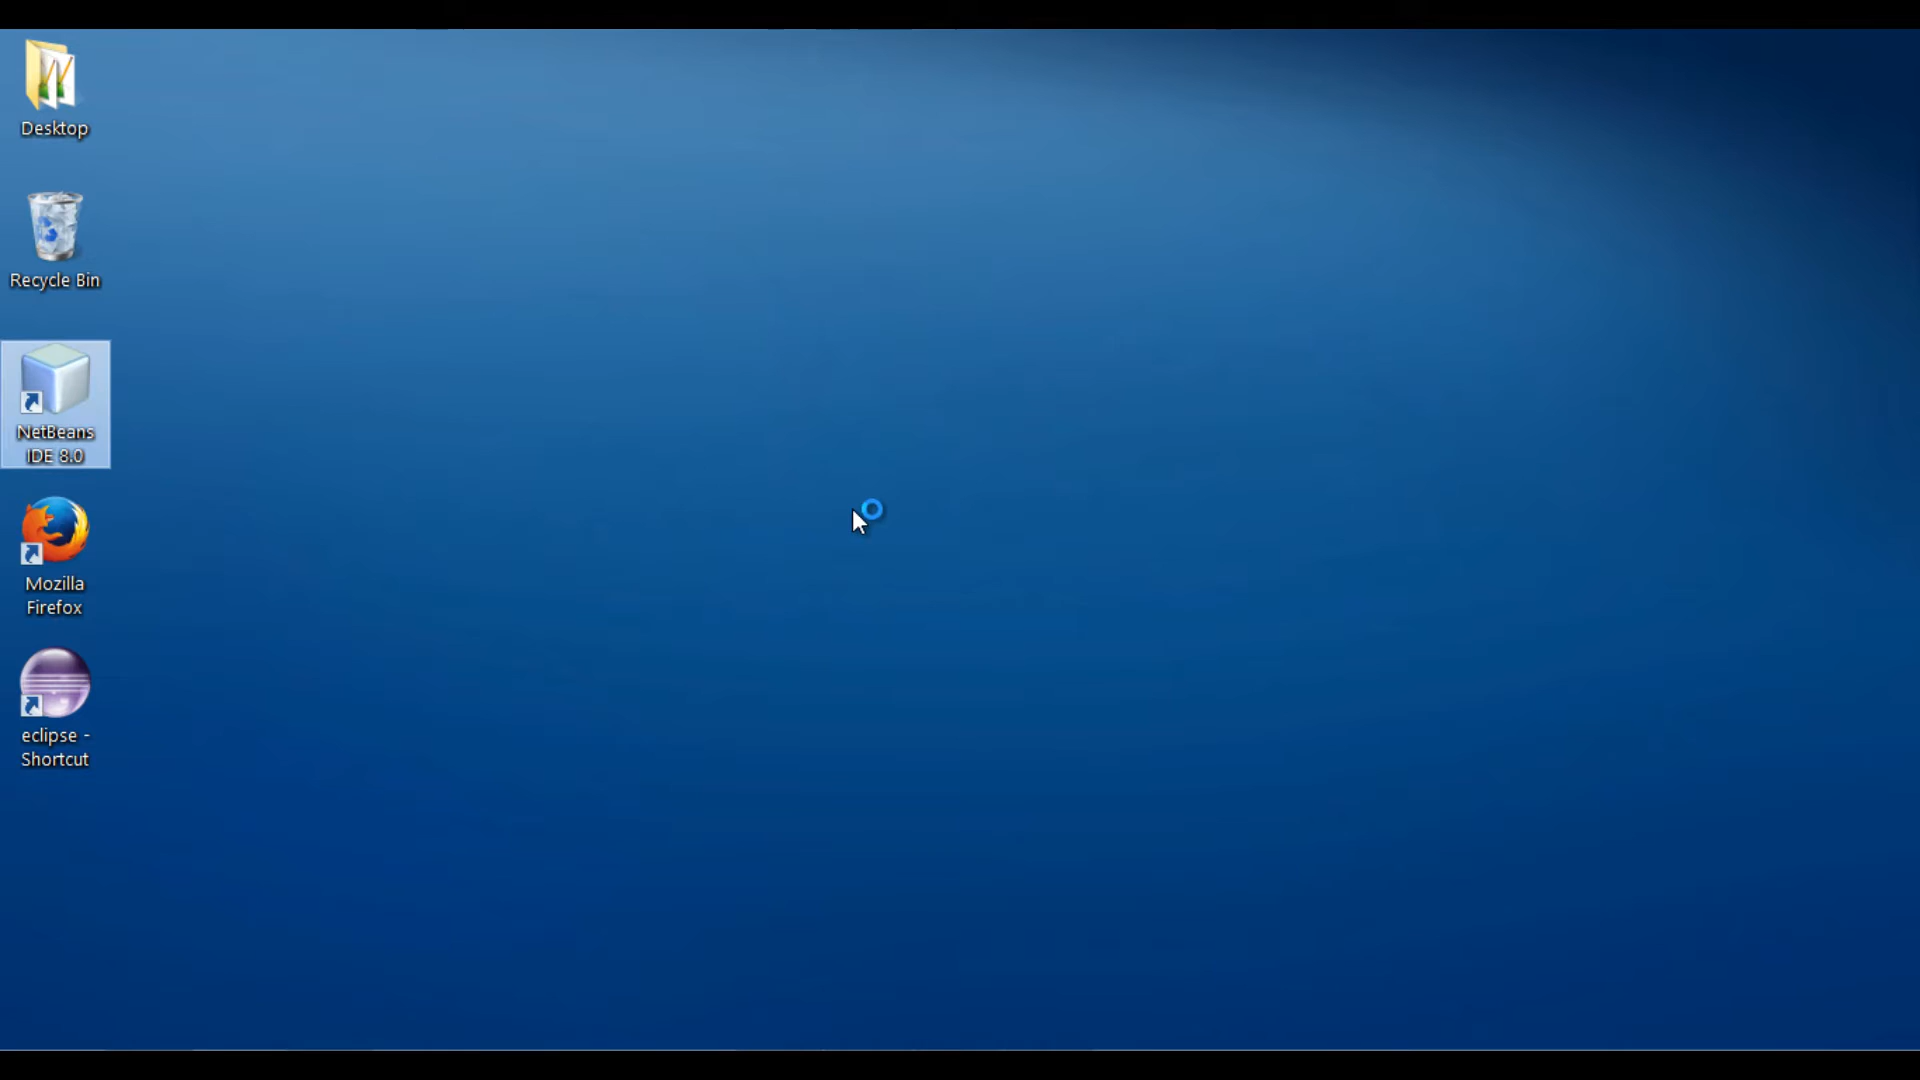 Desktop
Recycle Bin
NetBeans
IDE 8.0
Mozilla
Firefox
eclipse -
Shortcut